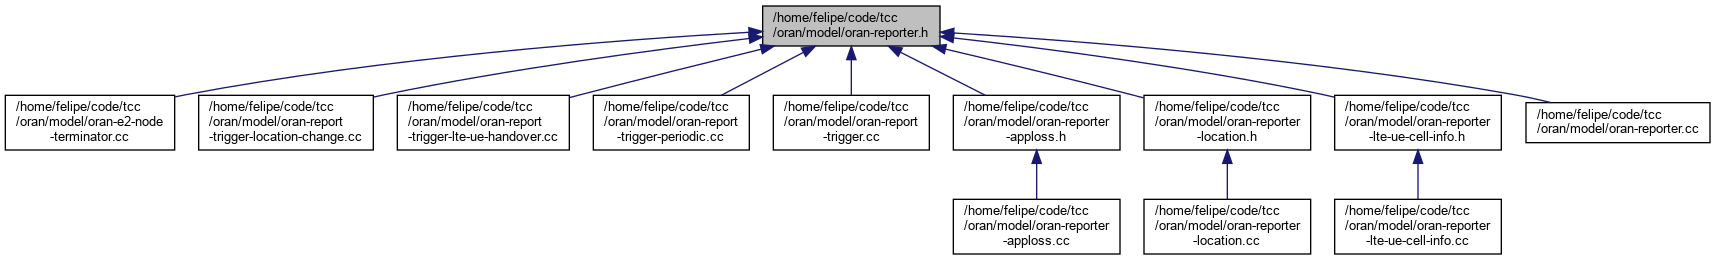 /home/felipe/code/tcc
/oran/model/oran-reporter.h
/home/felipe/code/tcc
/oran/model/oran-e2-node
-terminator.cc
/home/felipe/code/tcc
/oran/model/oran-report
-trigger-location-change.cc
/home/felipe/code/tcc
/oran/model/oran-report
-trigger-lte-ue-handover.cc
/home/felipe/code/tcc
/oran/model/oran-report
-trigger-periodic.cc
/home/felipe/code/tcc
/oran/model/oran-report
-trigger.cc
/home/felipe/code/tcc
/oran/model/oran-reporter
-apploss.h
/home/felipe/code/tcc
/oran/model/oran-reporter
-location.h
/home/felipe/code/tcc
/oran/model/oran-reporter
-lte-ue-cell-info.h
/home/felipe/code/tcc
/oran/model/oran-reporter.cc
/home/felipe/code/tcc
/oran/model/oran-reporter
-apploss.cc
/home/felipe/code/tcc
/oran/model/oran-reporter
-location.cc
/home/felipe/code/tcc
/oran/model/oran-reporter
-lte-ue-cell-info.cc